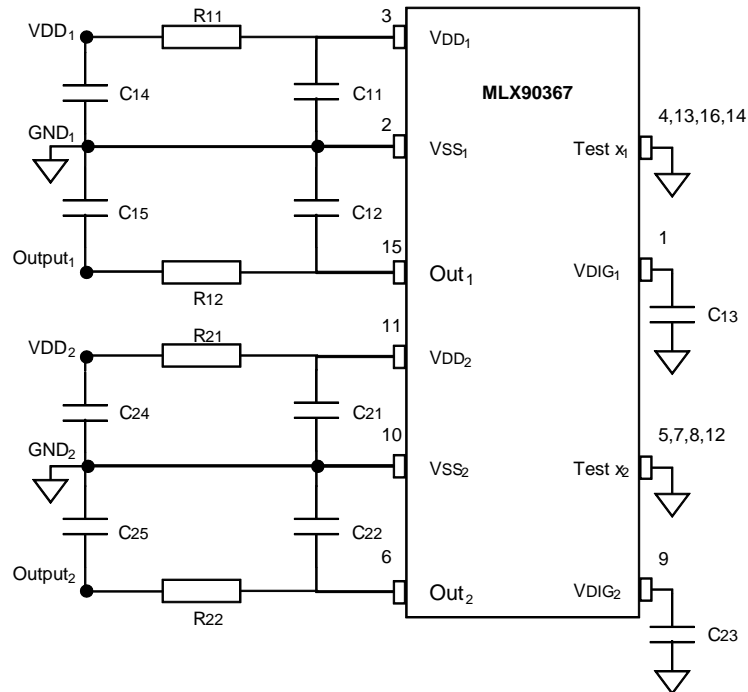 VDD1 R11 3 VDD1
C14 C11 MLX90367
GND1 2 VSS1 Test x1 4,13,16,14
C15 C12
Output1 R12 15 Out1 VDIG1 1
C13
VDD2 R21 11 VDD2
C24 C21
GND2 10 VSS2 Test x2 5,7,8,12
C25 C22
Output2 R22 6 Out2 VDIG2 9
C23